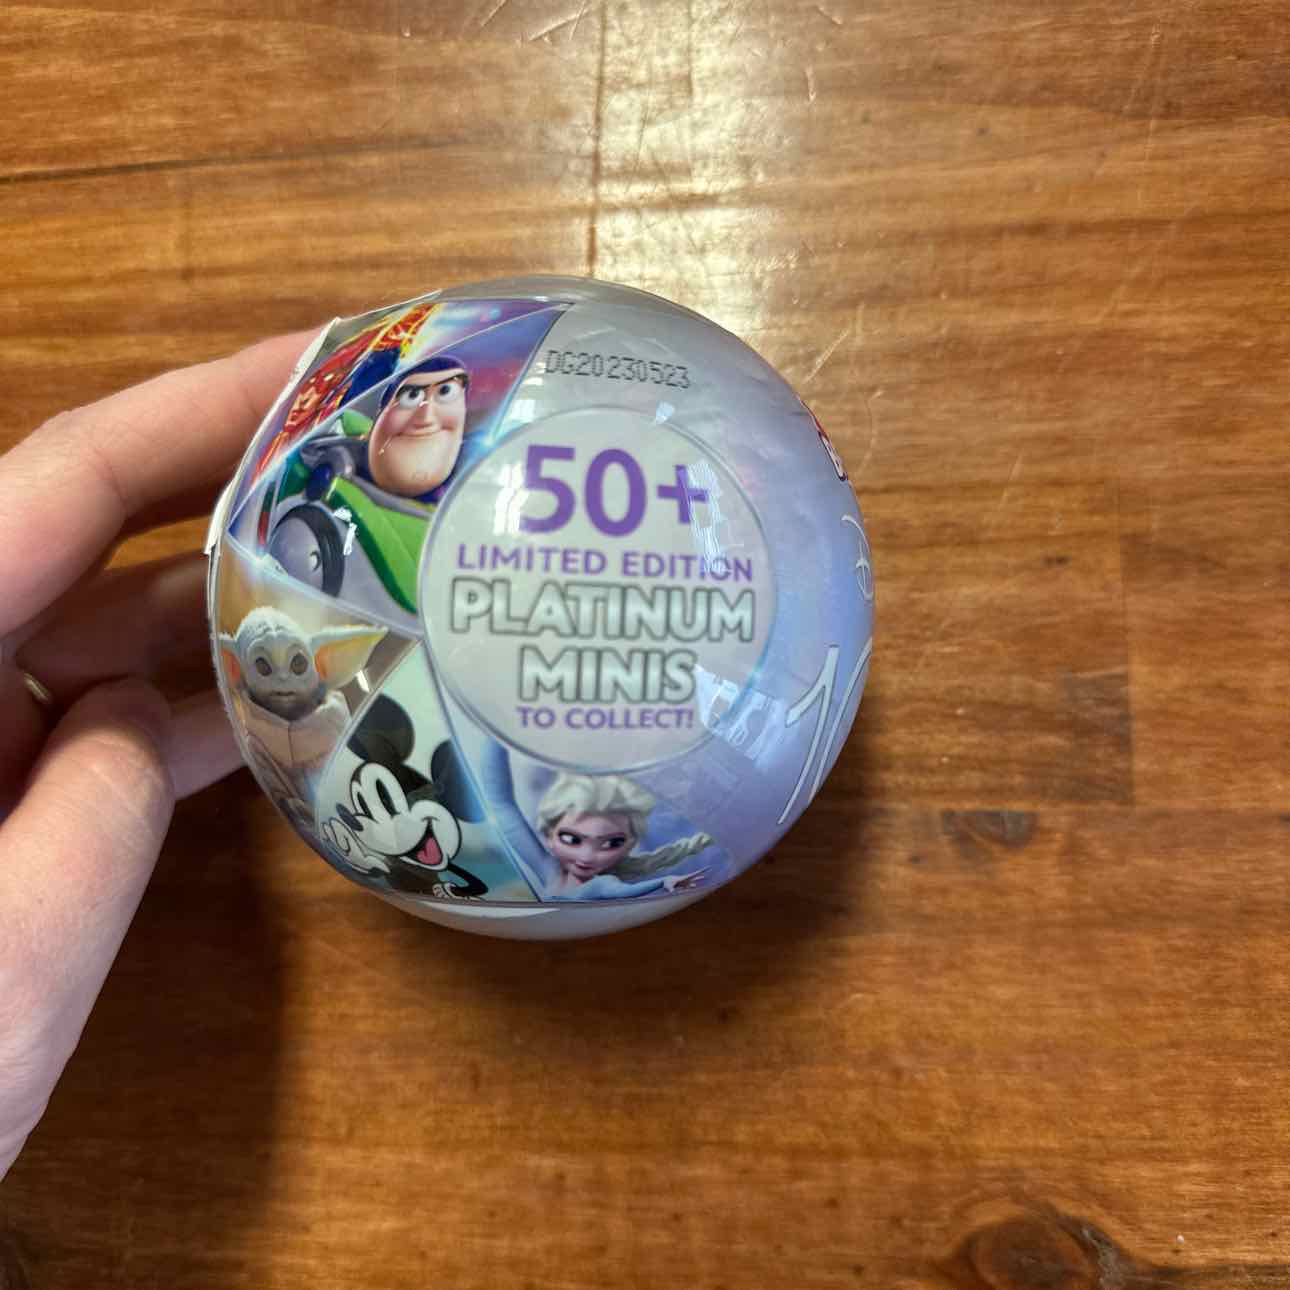 DG20230523
50+
LIMITED EDITION
PLATINUM
MINIS
TO COLLECT!